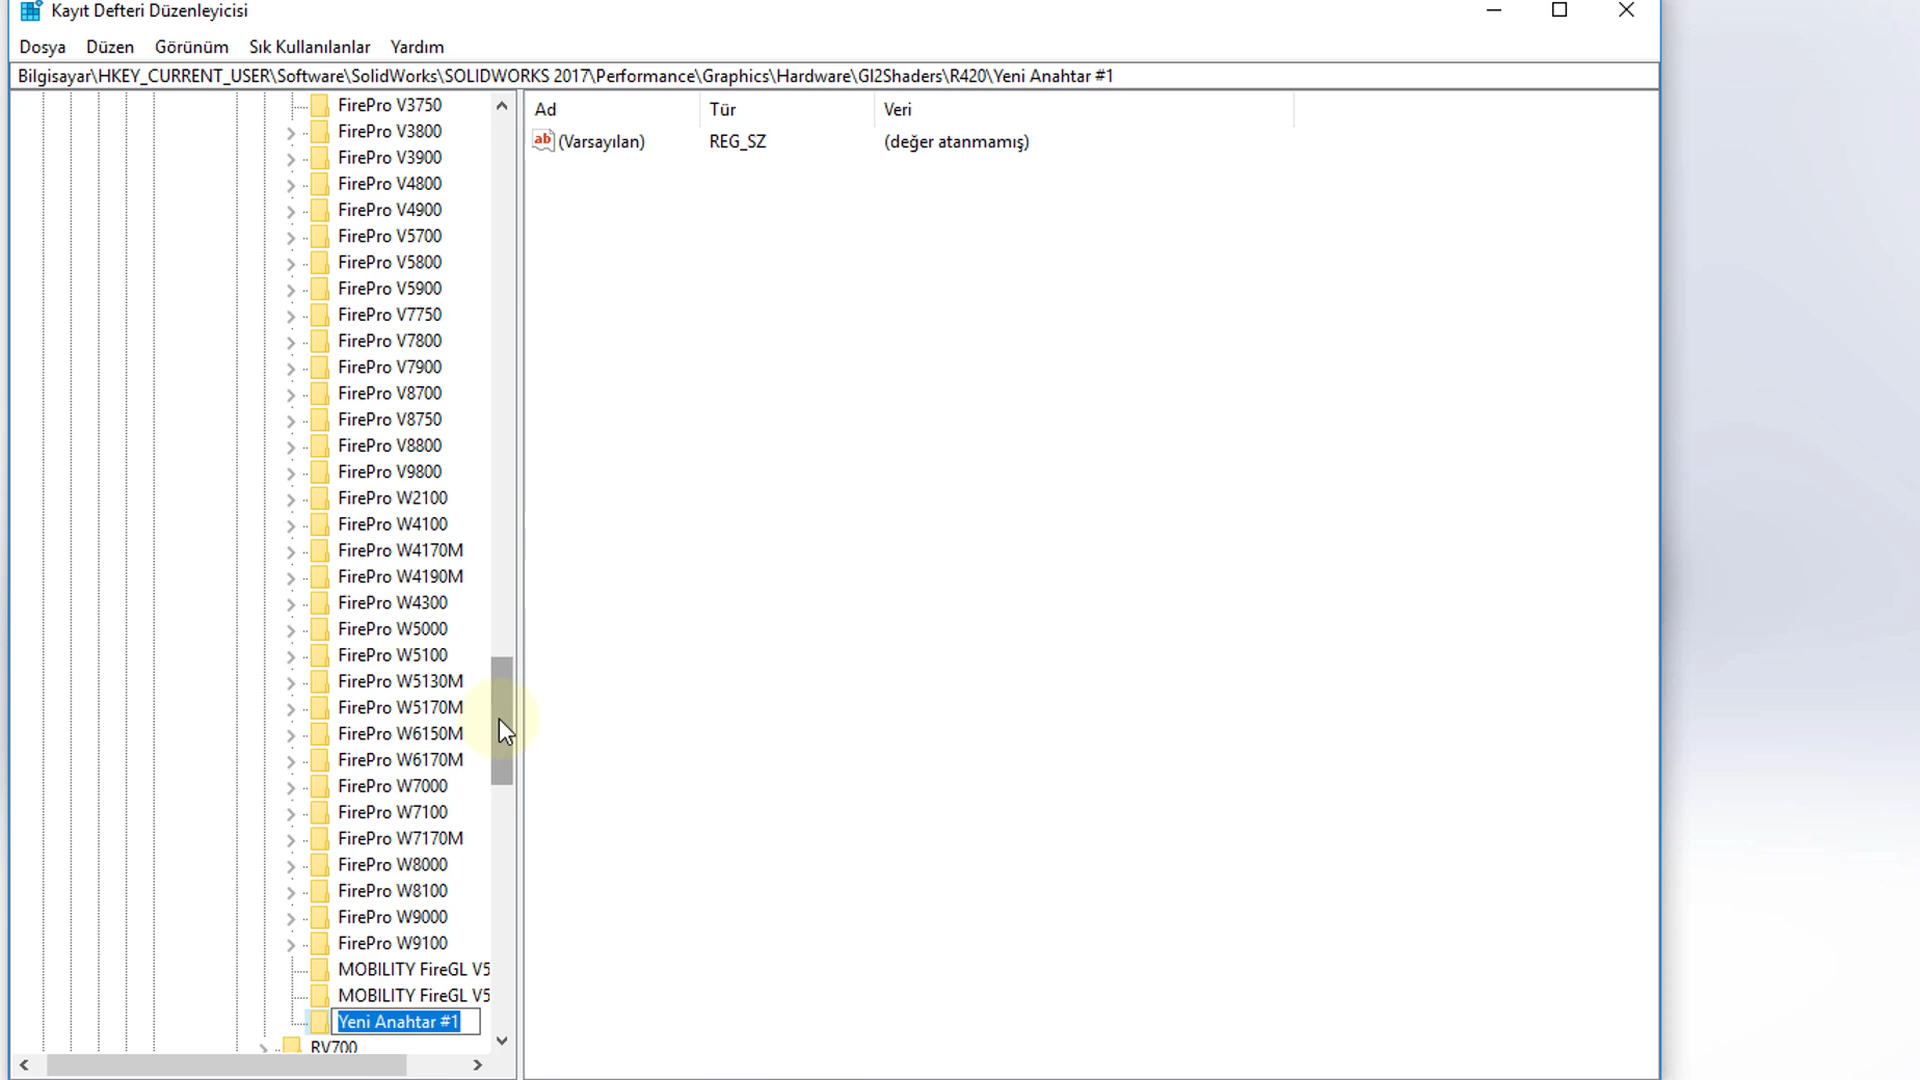 Kayıt Defteri Düzenleyicisi
Dosya Düzen Görünüm Sık Kullanılanlar Yardım
Bilgisayar\HKEY_CURRENT_USER\Software\SolidWorks\SOLIDWORKS 2017\Performance\Graphics\Hardware\Gl2Shaders\R420\Yeni Anahtar #1
FirePro V3750
FirePro V3800
FirePro V3900
FirePro V4800
FirePro V4900
FirePro V5700
FirePro V5800
FirePro V5900
FirePro V7750
FirePro V7800
FirePro V7900
FirePro V8700
FirePro V8750
FirePro V8800
FirePro V9800
FirePro W2100
FirePro W4100
FirePro W4170M
FirePro W4190M
FirePro W4300
FirePro W5000
FirePro W5100
FirePro W5130M
FirePro W5170M
FirePro W6150M
FirePro W6170M
FirePro W7000
FirePro W7100
FirePro W7170M
FirePro W8000
FirePro W8100
FirePro W9000
FirePro W9100
MOBILITY FireGL V5
MOBILITY FireGL V5
Yeni Anahtar #1
RV700
Ad Tür Veri
ab (Varsayılan) REG_SZ (değer atanmamış)